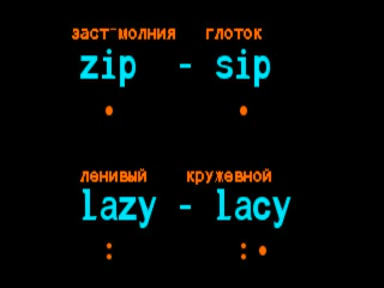 заст-молния глоток
zip - sip
ленивый кружевной
lazy - lacy